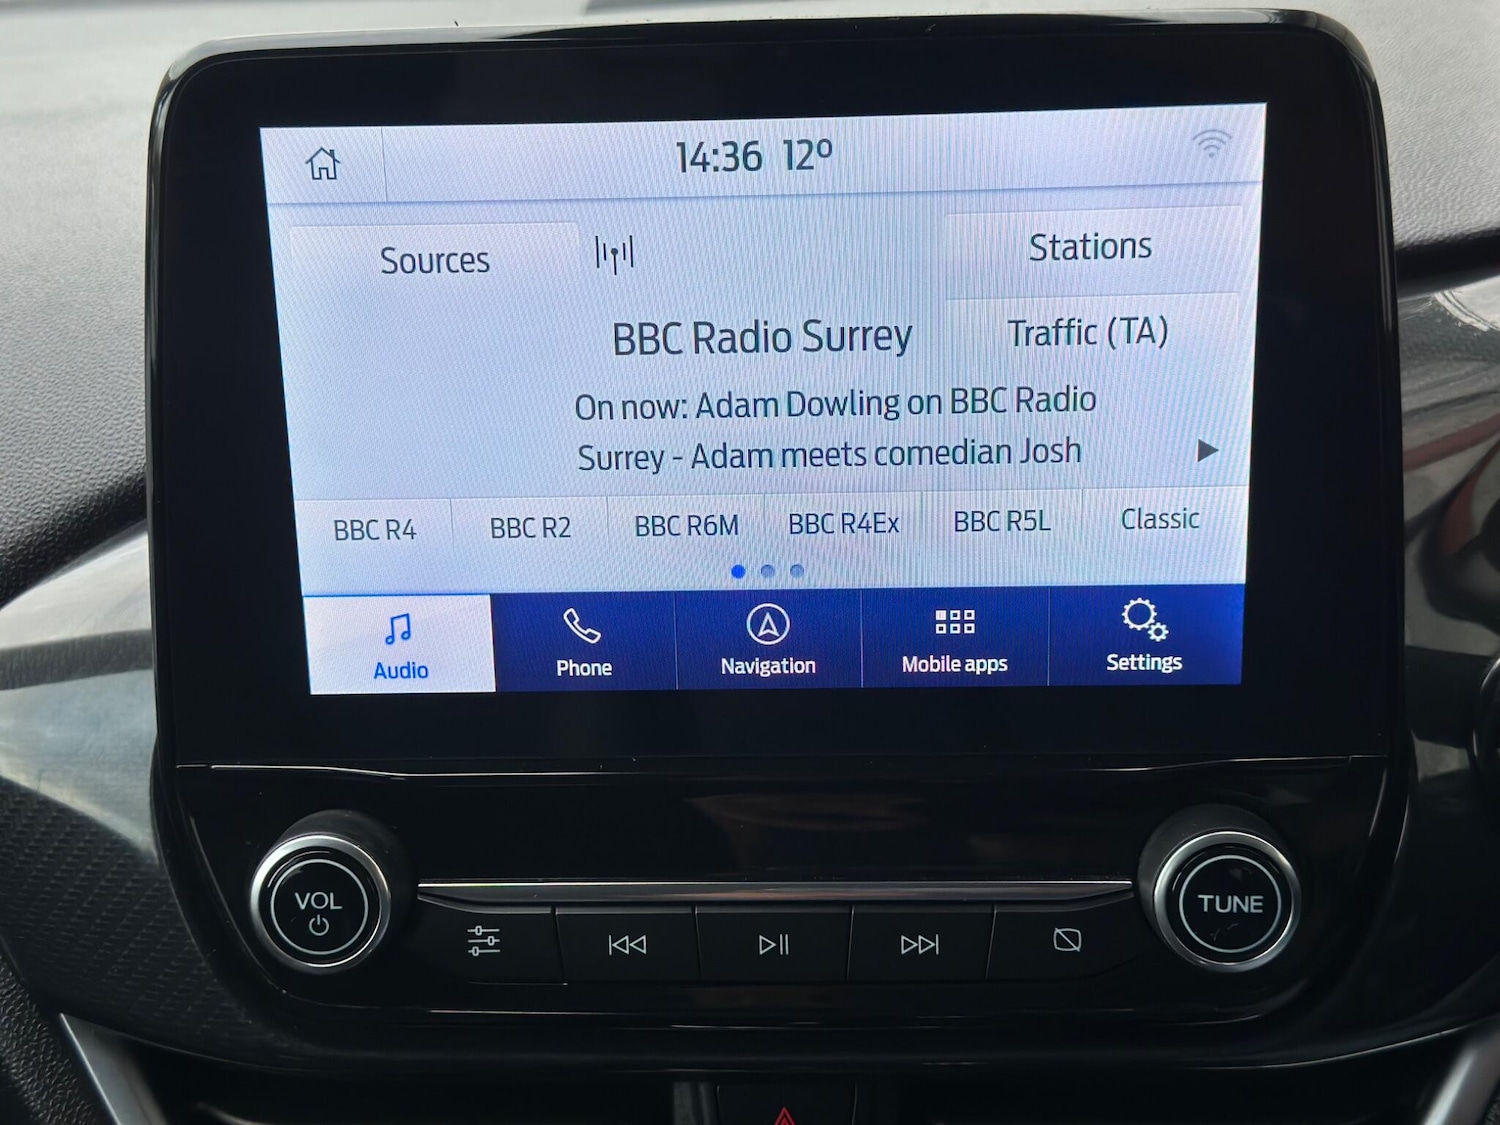 14:36 12º
Sources
Stations
BBC Radio Surrey
Traffic (TA)
On now: Adam Dowling on BBC Radio
Surrey - Adam meets comedian Josh
BBC R4 BBC R2 BBC R6M BBC R4Ex BBC R5L Classic
Audio Phone Navigation Mobile apps Settings
VOL
TUNE